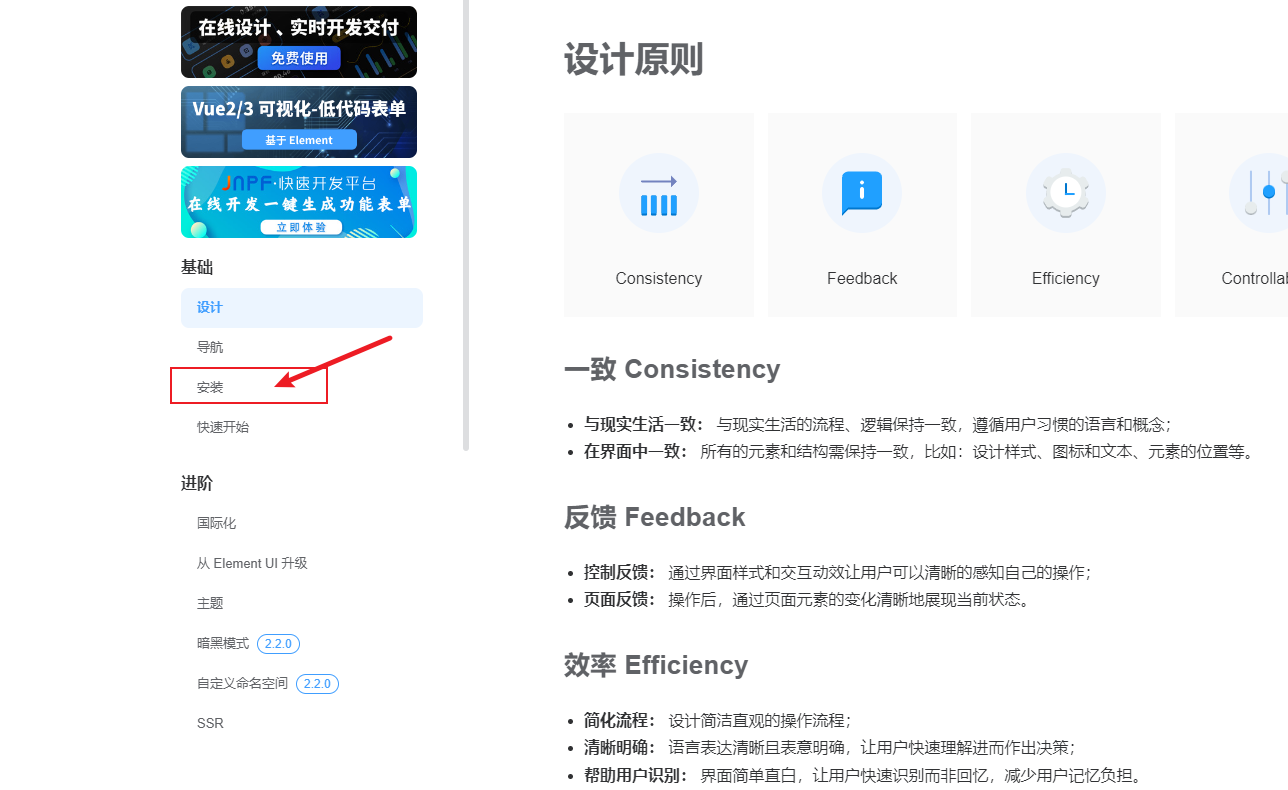 在线设计、实时开发交付
免费使用
Vue2/3 可视化-低代码表单
基于 Element
JNPF·快速开发平台
在线开发一键生成功能表单
立即体验
基础
设计
导航
安装
快速开始
进阶
国际化
从 Element UI 升级
主题
暗黑模式 2.2.0
自定义命名空间 2.2.0
SSR
设计原则
Consistency
Feedback
Efficiency
Controllab
一致 Consistency
• 与现实生活一致： 与现实生活的流程、逻辑保持一致，遵循用户习惯的语言和概念；
• 在界面中一致： 所有的元素和结构需保持一致，比如：设计样式、图标和文本、元素的位置等。
反馈 Feedback
• 控制反馈： 通过界面样式和交互动效让用户可以清晰的感知自己的操作；
• 页面反馈： 操作后，通过页面元素的变化清晰地展现当前状态。
效率 Efficiency
• 简化流程： 设计简洁直观的操作流程；
• 清晰明确： 语言表达清晰且表意明确，让用户快速理解进而作出决策；
• 帮助用户识别： 界面简单直白，让用户快速识别而非回忆，减少用户记忆负担。